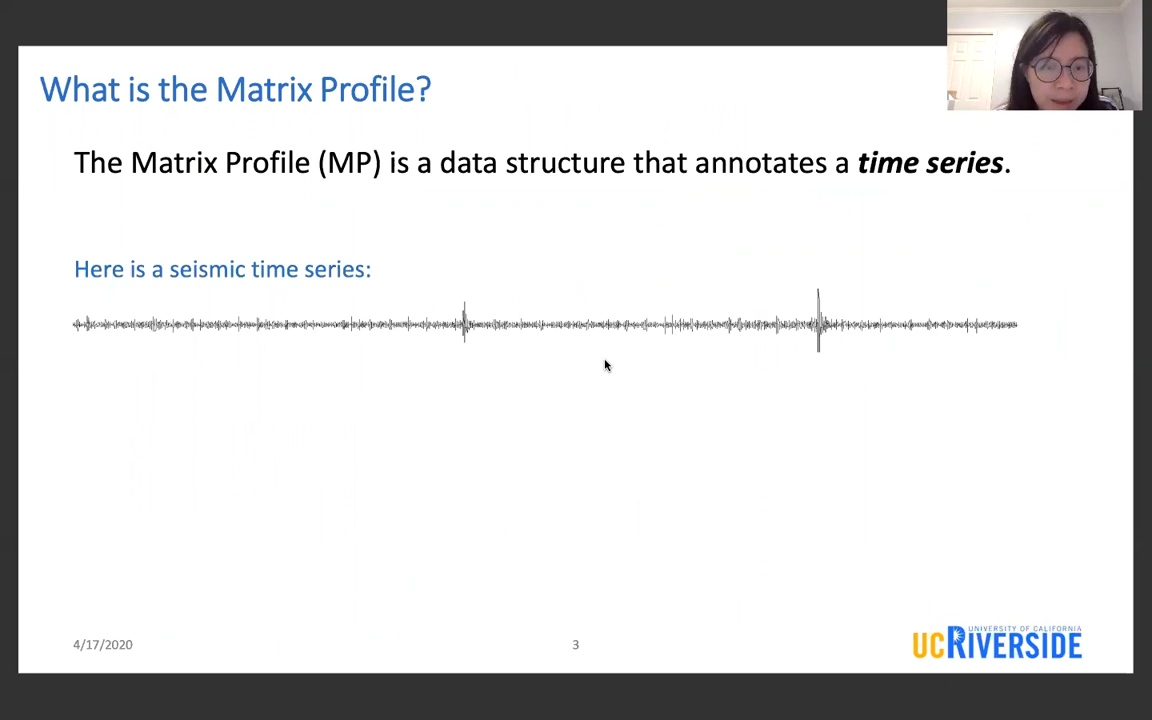 What is the Matrix Profile?
The Matrix Profile (MP) is a data structure that annotates a time series.
Here is a seismic time series:
4/17/2020
3
UNIVERSITY OF CALIFORNIA
UCRIVERSIDE